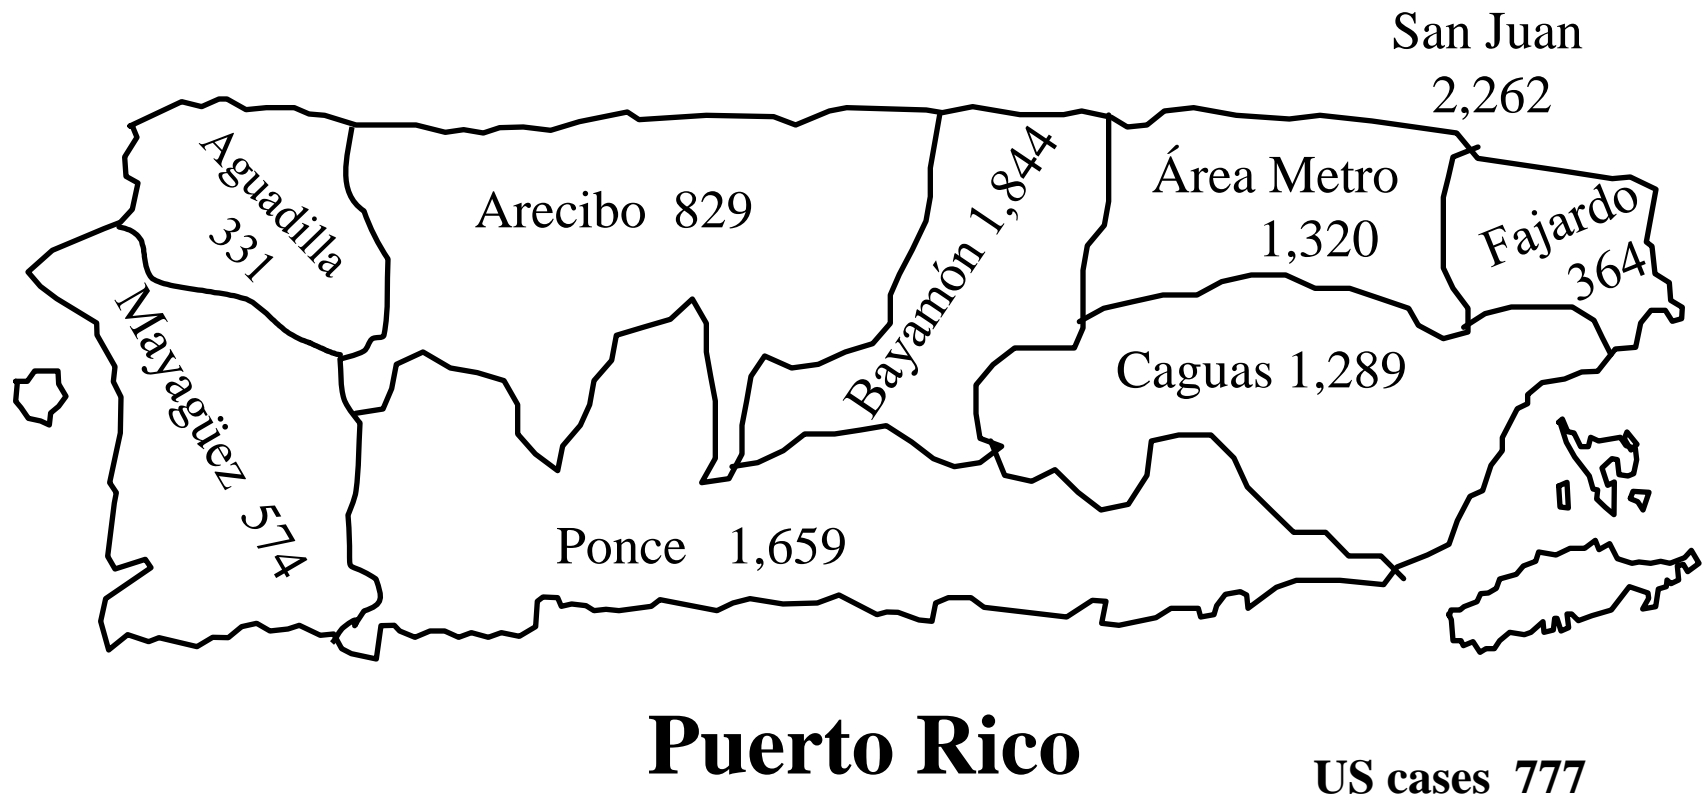 San Juan
2,262
Aguadilla
331
Arecibo 829
Bayamón 1,844
Área Metro
1,320
Fajardo
364
Mayagüez 574
Caguas 1,289
Ponce 1,659
Puerto Rico
US cases 777